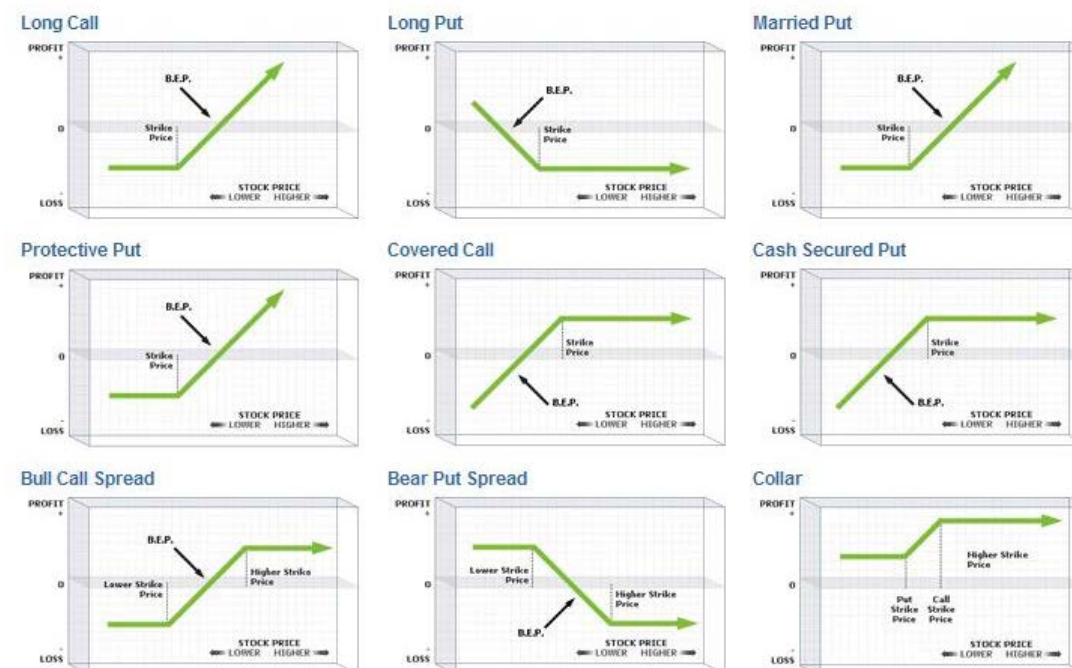 Long Call
PROFIT
+
B.E.P.
0
Strike
Price
STOCK PRICE
LOWER HIGHER
-
LOSS
Long Put
PROFIT
+
B.E.P.
0
Strike
Price
STOCK PRICE
LOWER HIGHER
-
LOSS
Married Put
PROFIT
+
B.E.P.
0
Strike
Price
STOCK PRICE
LOWER HIGHER
-
LOSS
Protective Put
PROFIT
+
B.E.P.
0
Strike
Price
STOCK PRICE
LOWER HIGHER
-
LOSS
Covered Call
PROFIT
+
0
Strike
Price
B.E.P.
STOCK PRICE
LOWER HIGHER
-
LOSS
Cash Secured Put
PROFIT
+
0
Strike
Price
B.E.P.
STOCK PRICE
LOWER HIGHER
-
LOSS
Bull Call Spread
PROFIT
+
B.E.P.
0
Lower Strike
Price
Higher Strike
Price
STOCK PRICE
LOWER HIGHER
-
LOSS
Bear Put Spread
PROFIT
+
0
Lower Strike
Price
Higher Strike
Price
B.E.P.
STOCK PRICE
LOWER HIGHER
-
LOSS
Collar
PROFIT
+
Higher Strike
Price
0
Put Call
Strike Strike
Price Price
STOCK PRICE
LOWER HIGHER
-
LOSS